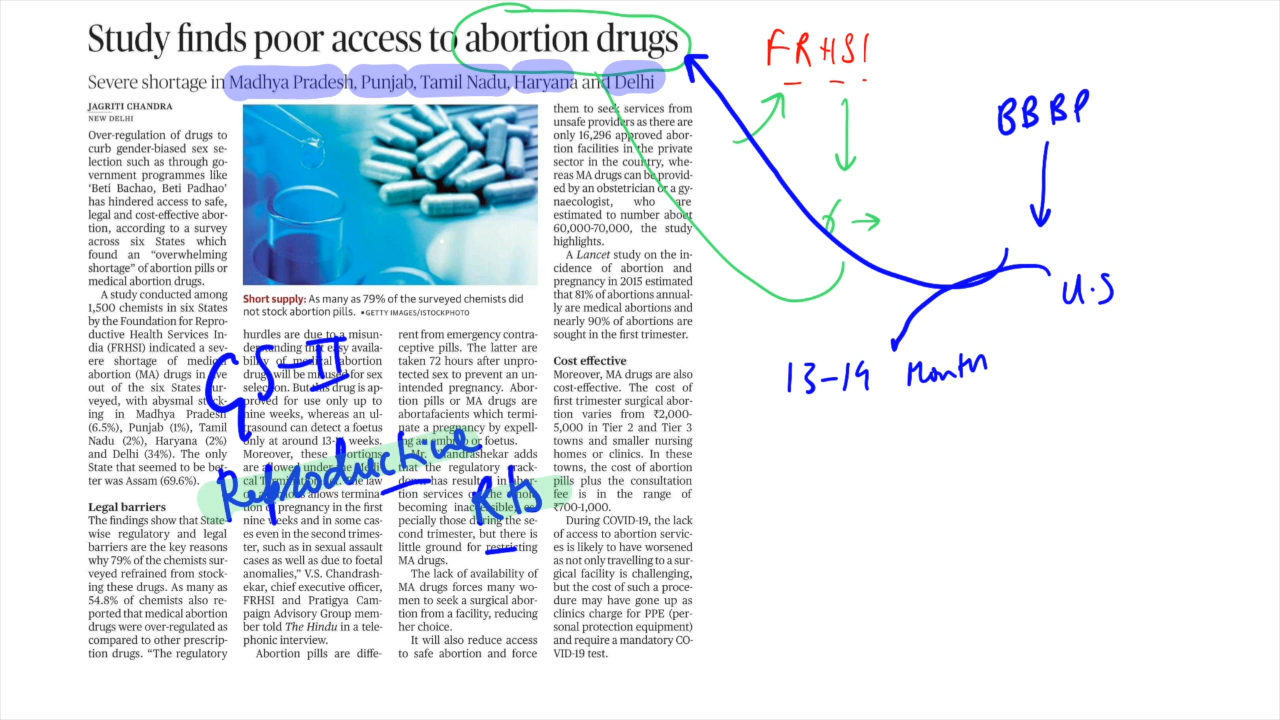 Study finds poor access to abortion drugs
Severe shortage in Madhya Pradesh, Punjab, Tamil Nadu, Haryana and Delhi
JAGRITI CHANDRA
NEW DELHI
Over-regulation of drugs to
curb gender-biased sex se-
lection such as through go-
vernment programmes like
‘Beti Bachao, Beti Padhao’
has hindered access to safe,
legal and cost-effective abor-
tion, according to a survey
across six States which
found an “overwhelming
shortage” of abortion pills or
medical abortion drugs.
A study conducted among
1,500 chemists in six States
by the Foundation for Repro-
ductive Health Services In-
dia (FRHSI) indicated a se-
vere shortage of medical
abortion (MA) drugs in five
out of the six States sur-
veyed, with abysmal stock-
ing in Madhya Pradesh
(6.5%), Punjab (1%), Tamil
Nadu (2%), Haryana (2%)
and Delhi (34%). The only
State that seemed to be bet-
ter was Assam (69.6%).
Legal barriers
The findings show that State-
wise regulatory and legal
barriers are the key reasons
why 79% of the chemists sur-
veyed refrained from stock-
ing these drugs. As many as
54.8% of chemists also re-
ported that medical abortion
drugs were over-regulated as
compared to other prescrip-
tion drugs. “The regulatory
Short supply: As many as 79% of the surveyed chemists did
not stock abortion pills. ▪GETTY IMAGES/ISTOCKPHOTO
hurdles are due to a misun-
derstanding that easy availa-
bility of medical abortion
drugs will be misused for sex
selection. But this drug is ap-
proved for use only up to
nine weeks, whereas an ul-
trasound can detect a foetus
only at around 13-14 weeks.
Moreover, these abortions
are allowed under the Medi-
cal Termination Act. The law
allows termina-
tion of pregnancy in the first
nine weeks and in some cas-
es even in the second trimes-
ter, such as in sexual assault
cases as well as due to foetal
anomalies,” V.S. Chandrash-
ekar, chief executive officer,
FRHSI and Pratigya Cam-
paign Advisory Group mem-
ber told The Hindu in a tele-
phonic interview.
Abortion pills are diffe-
rent from emergency contra-
ceptive pills. The latter are
taken 72 hours after unpro-
tected sex to prevent an un-
intended pregnancy. Abor-
tion pills or MA drugs are
abortafacients which termi-
nate a pregnancy by expell-
ing an embryo or foetus.
Mr. Chandrashekar adds
that the regulatory crack-
down has resulted in abor-
tion services on the whole
becoming inaccessible, es-
pecially those during the se-
cond trimester, but there is
little ground for restricting
MA drugs.
The lack of availability of
MA drugs forces many wo-
men to seek a surgical abor-
tion from a facility, reducing
her choice.
It will also reduce access
to safe abortion and force
them to seek services from
unsafe providers as there are
only 16,296 approved abor-
tion facilities in the private
sector in the country, whe-
reas MA drugs can be provid-
ed by an obstetrician or a gy-
naecologist, who are
estimated to number about
60,000-70,000, the study
highlights.
A Lancet study on the in-
cidence of abortion and
pregnancy in 2015 estimated
that 81% of abortions annual-
ly are medical abortions and
nearly 90% of abortions are
sought in the first trimester.
Cost effective
Moreover, MA drugs are also
cost-effective. The cost of
first trimester surgical abor-
tion varies from ₹2,000-
5,000 in Tier 2 and Tier 3
towns and smaller nursing
homes or clinics. In these
towns, the cost of abortion
pills plus the consultation
fee is in the range of
₹700-1,000.
During COVID-19, the lack
of access to abortion servic-
es is likely to have worsened
as not only travelling to a sur-
gical facility is challenging,
but the cost of such a proce-
dure may have gone up as
clinics charge for PPE (per-
sonal protection equipment)
and require a mandatory CO-
VID-19 test.
GS-II
Reproductive
Rts
FRHSI
6
BBBP
U.S
13-14 Month